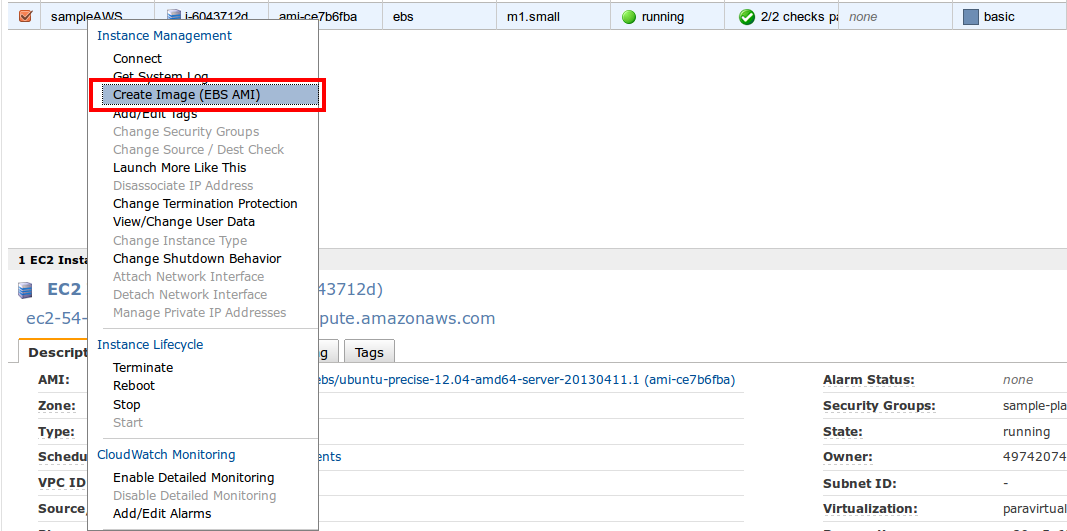 sampleAWS i-6043712d ami-ce7b6fba ebs m1.small running 2/2 checks pa none basic
Instance Management
Connect
Get System Log
Create Image (EBS AMI)
Add/Edit Tags
Change Security Groups
Change Source / Dest Check
Launch More Like This
Disassociate IP Address
Change Termination Protection
View/Change User Data
Change Instance Type
Change Shutdown Behavior
Attach Network Interface
Detach Network Interface
Manage Private IP Addresses
Instance Lifecycle
Terminate
Reboot
Stop
Start
CloudWatch Monitoring
Enable Detailed Monitoring
Disable Detailed Monitoring
Add/Edit Alarms
1 EC2 Insta
EC2 43712d)
ec2-54- pute.amazonaws.com
Descript g Tags
AMI: ebs/ubuntu-precise-12.04-amd64-server-20130411.1 (ami-ce7b6fba) Alarm Status: none
Zone: Security Groups: sample-pla
Type: State: running
Schedu ents Owner: 49742074
VPC ID Subnet ID: -
Source, Virtualization: paravirtual